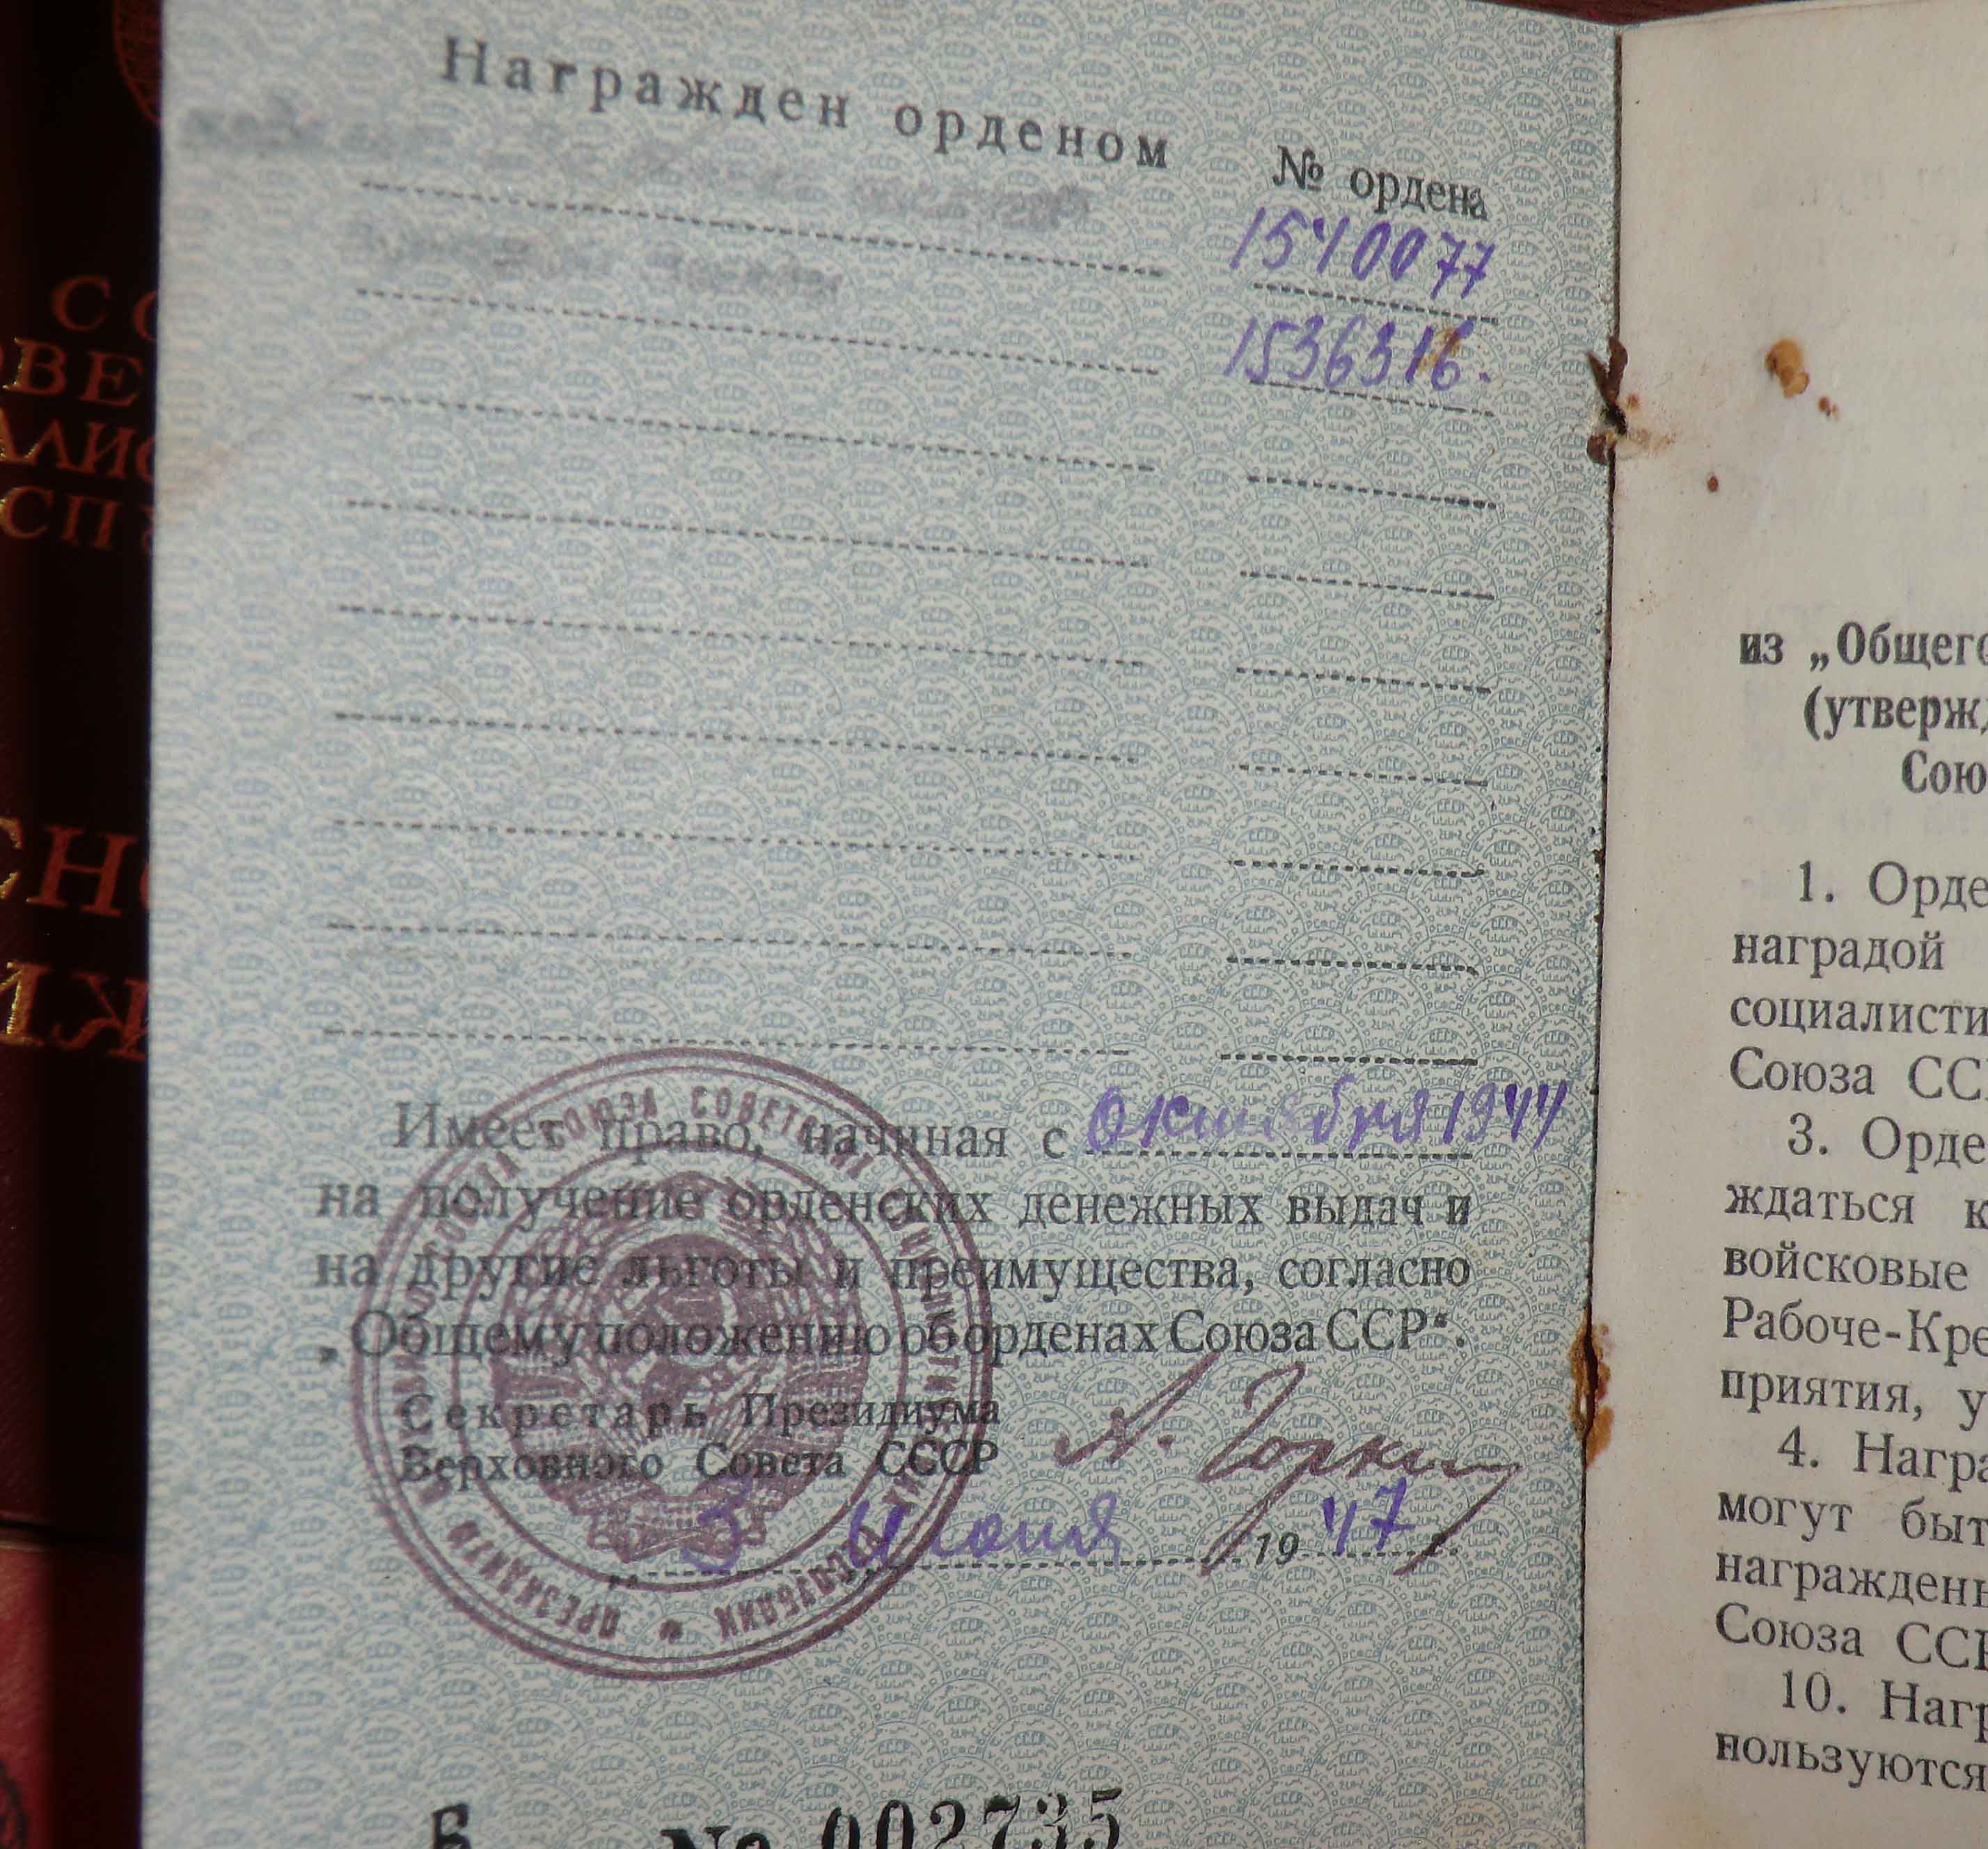 Награжден орденом
№ ордена
1540077
1536316.
Имеет право, начиная с октября 1944
на получение орденских денежных выдач и
на другие льготы и преимущества, согласно
„Общему положению об орденах Союза ССР“.
Секретарь Президиума
Верховного Совета СССР
А. Горкин
„ 3 Июня 1947
Б № 002735
из „Общего
(утверж
Сою
1. Орде
наградой
социалисти
Союза СС
3. Орде
ждаться к
войсковые
Рабоче-Кре
приятия, у
4. Награ
могут быт
награжден
Союза ССР
10. Нагр
пользуются